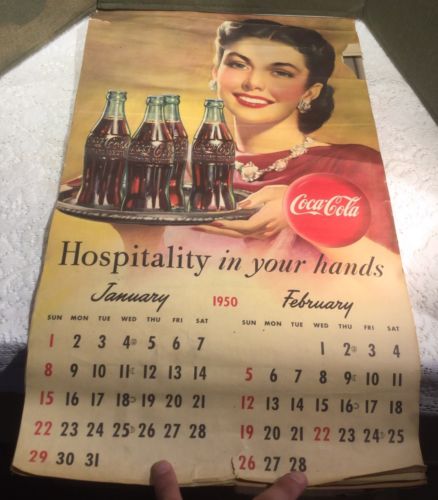 Coca-Cola
Coca-Cola
Hospitality in your hands
January 1950 February
SUN MON TUE WED THU FRI SAT SUN MON TUE WED THU FRI SAT
1 2 3 4 5 6 7 1 2 3 4
8 9 10 11 12 13 14 5 6 7 8 9 10 11
15 16 17 18 19 20 21 12 13 14 15 16 17 18
22 23 24 25 26 27 28 19 20 21 22 23 24 25
29 30 31 26 27 28